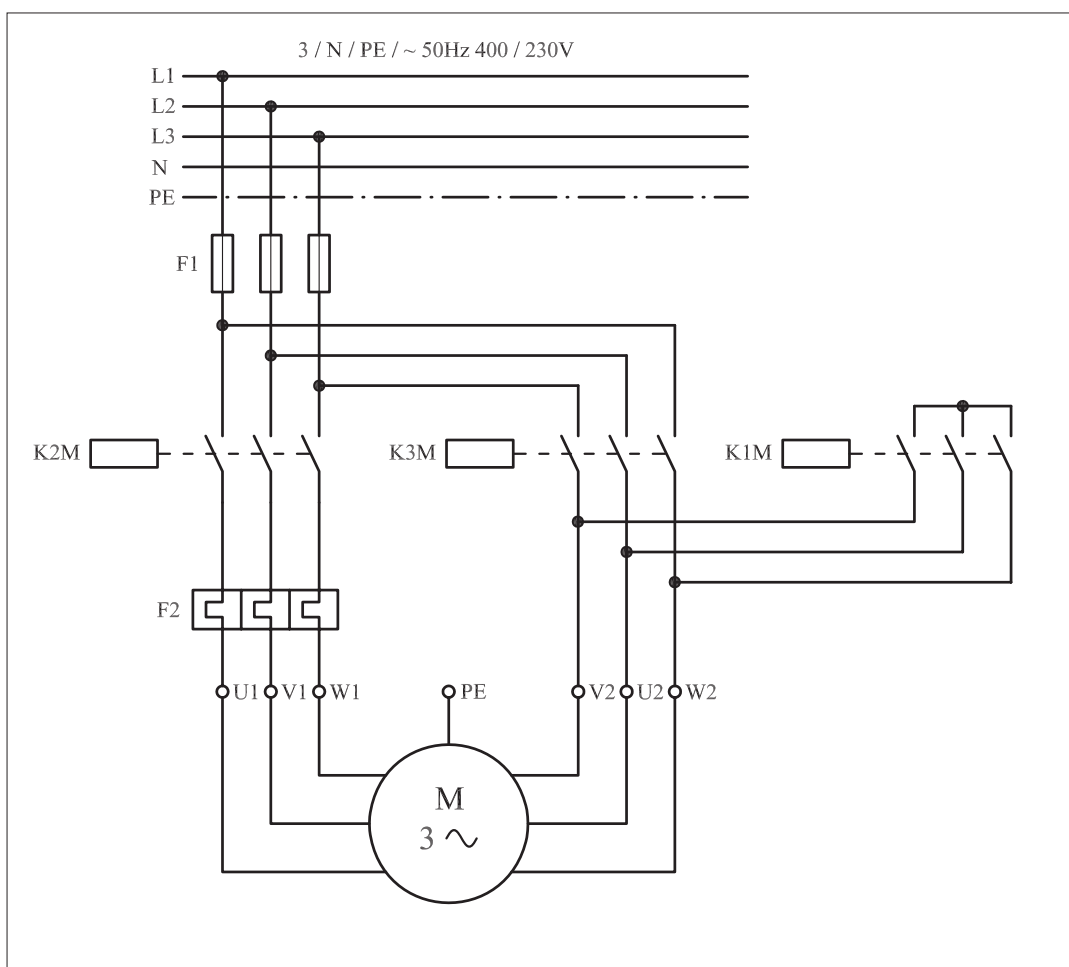 3 / N / PE / ~ 50Hz 400 / 230V
L1
L2
L3
N
PE
F1
K2M
K3M
K1M
F2
U1 V1 W1 PE V2 U2 W2
M
3 ~